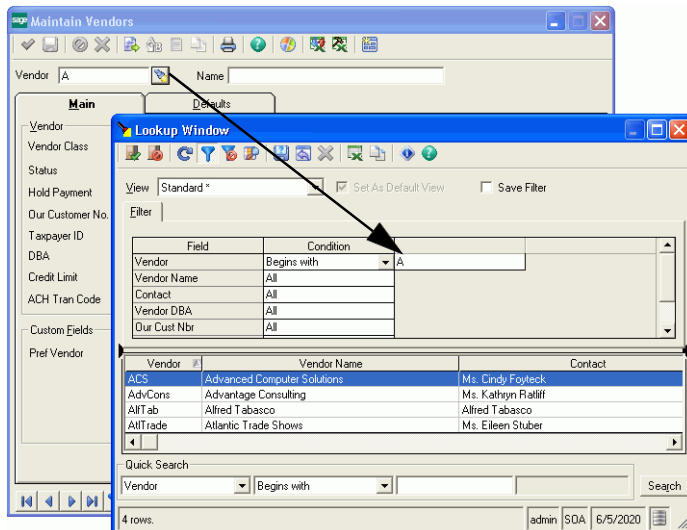 sage Maintain Vendors
Vendor A Name
Main Defaults
Vendor
Vendor Class
Status
Hold Payment
Our Customer No.
Taxpayer ID
DBA
Credit Limit
ACH Tran Code
Custom Fields
Pref Vendor
Lookup Window
View Standard * Set As Default View Save Filter
Filter
Field Condition
Vendor Begins with A
Vendor Name All
Contact All
Vendor DBA All
Our Cust Nbr All
Vendor Vendor Name Contact
ACS Advanced Computer Solutions Ms. Cindy Foyteck
AdvCons Advantage Consulting Ms. Kathryn Ratliff
AlfTab Alfred Tabasco Alfred Tabasco
AtlTrade Atlantic Trade Shows Ms. Eileen Stuber
Quick Search
Vendor Begins with Search
4 rows. admin SOA 6/5/2020